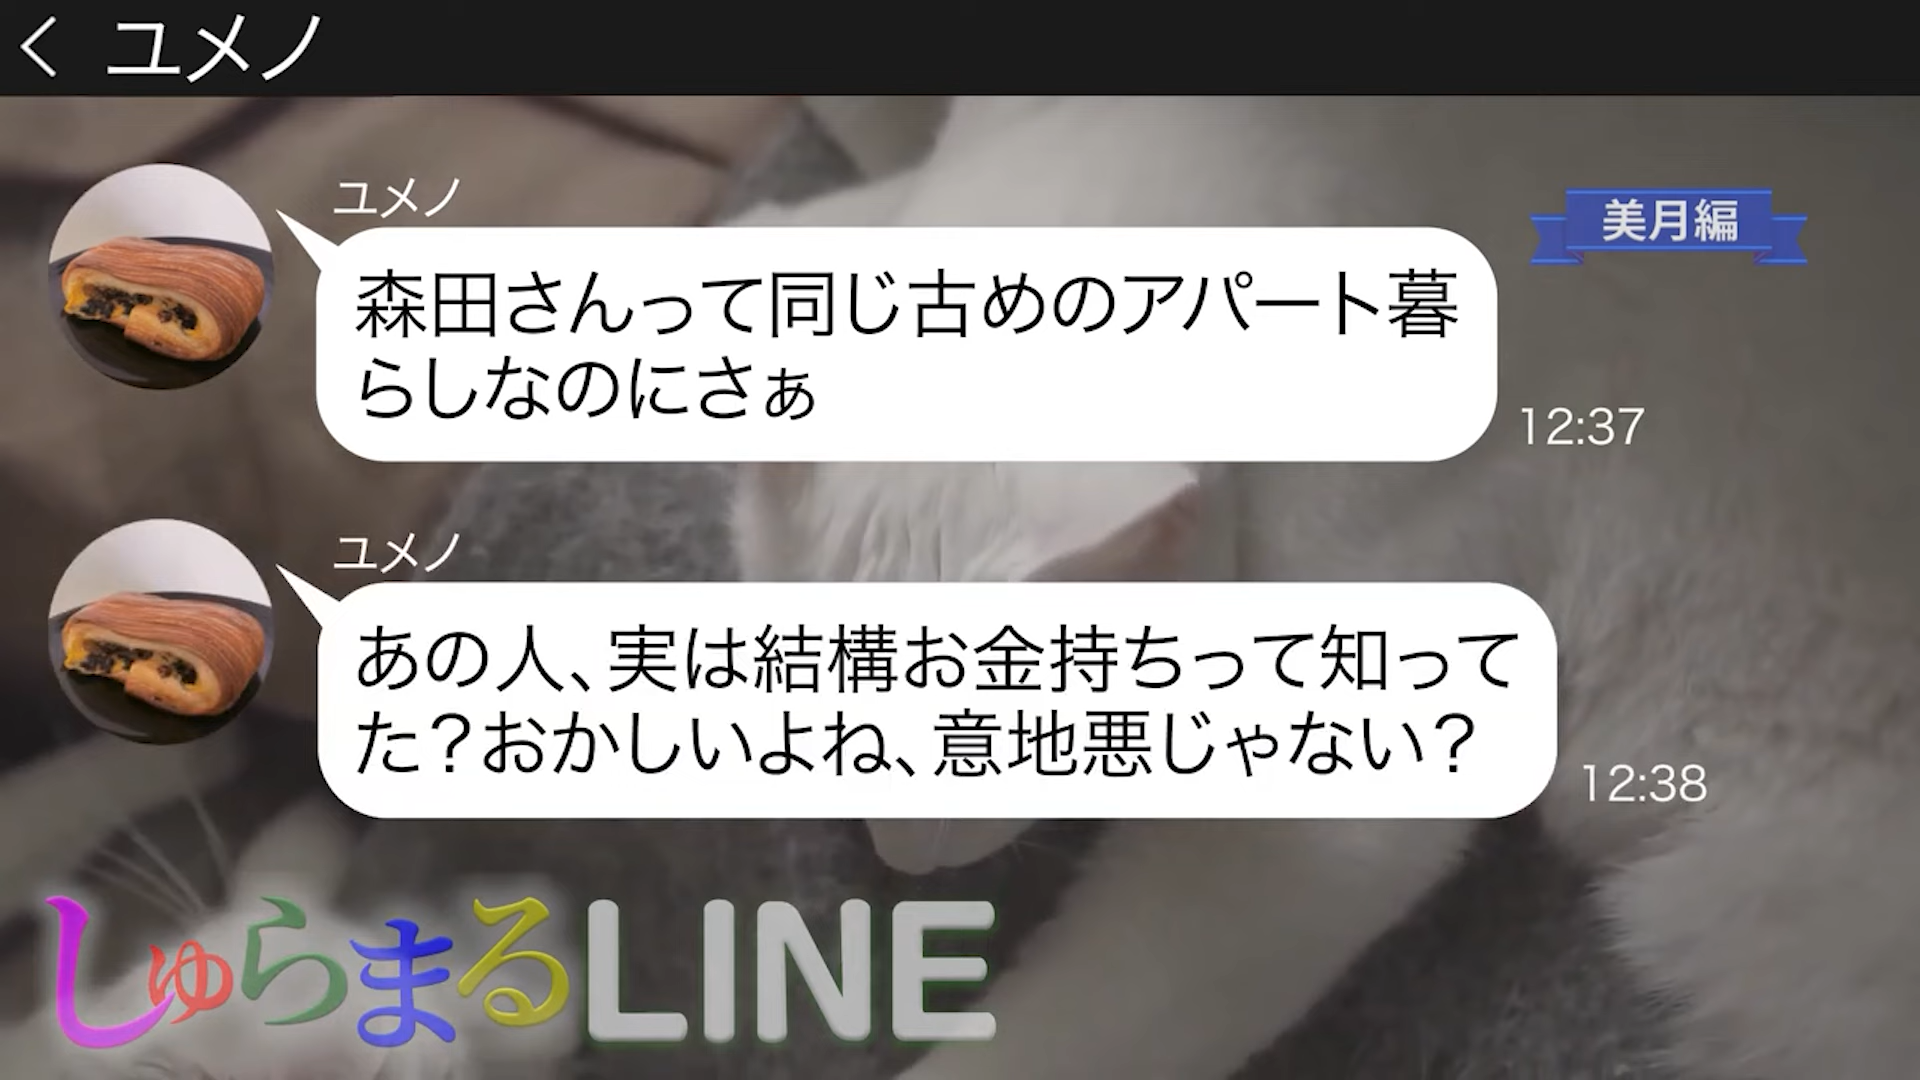 ユメノ
ユメノ
美月編
森田さんって同じ古めのアパート暮
らしなのにさぁ
12:37
ユメノ
あの人、実は結構お金持ちって知って
た？おかしいよね、意地悪じゃない？
12:38
しゅらまるLINE